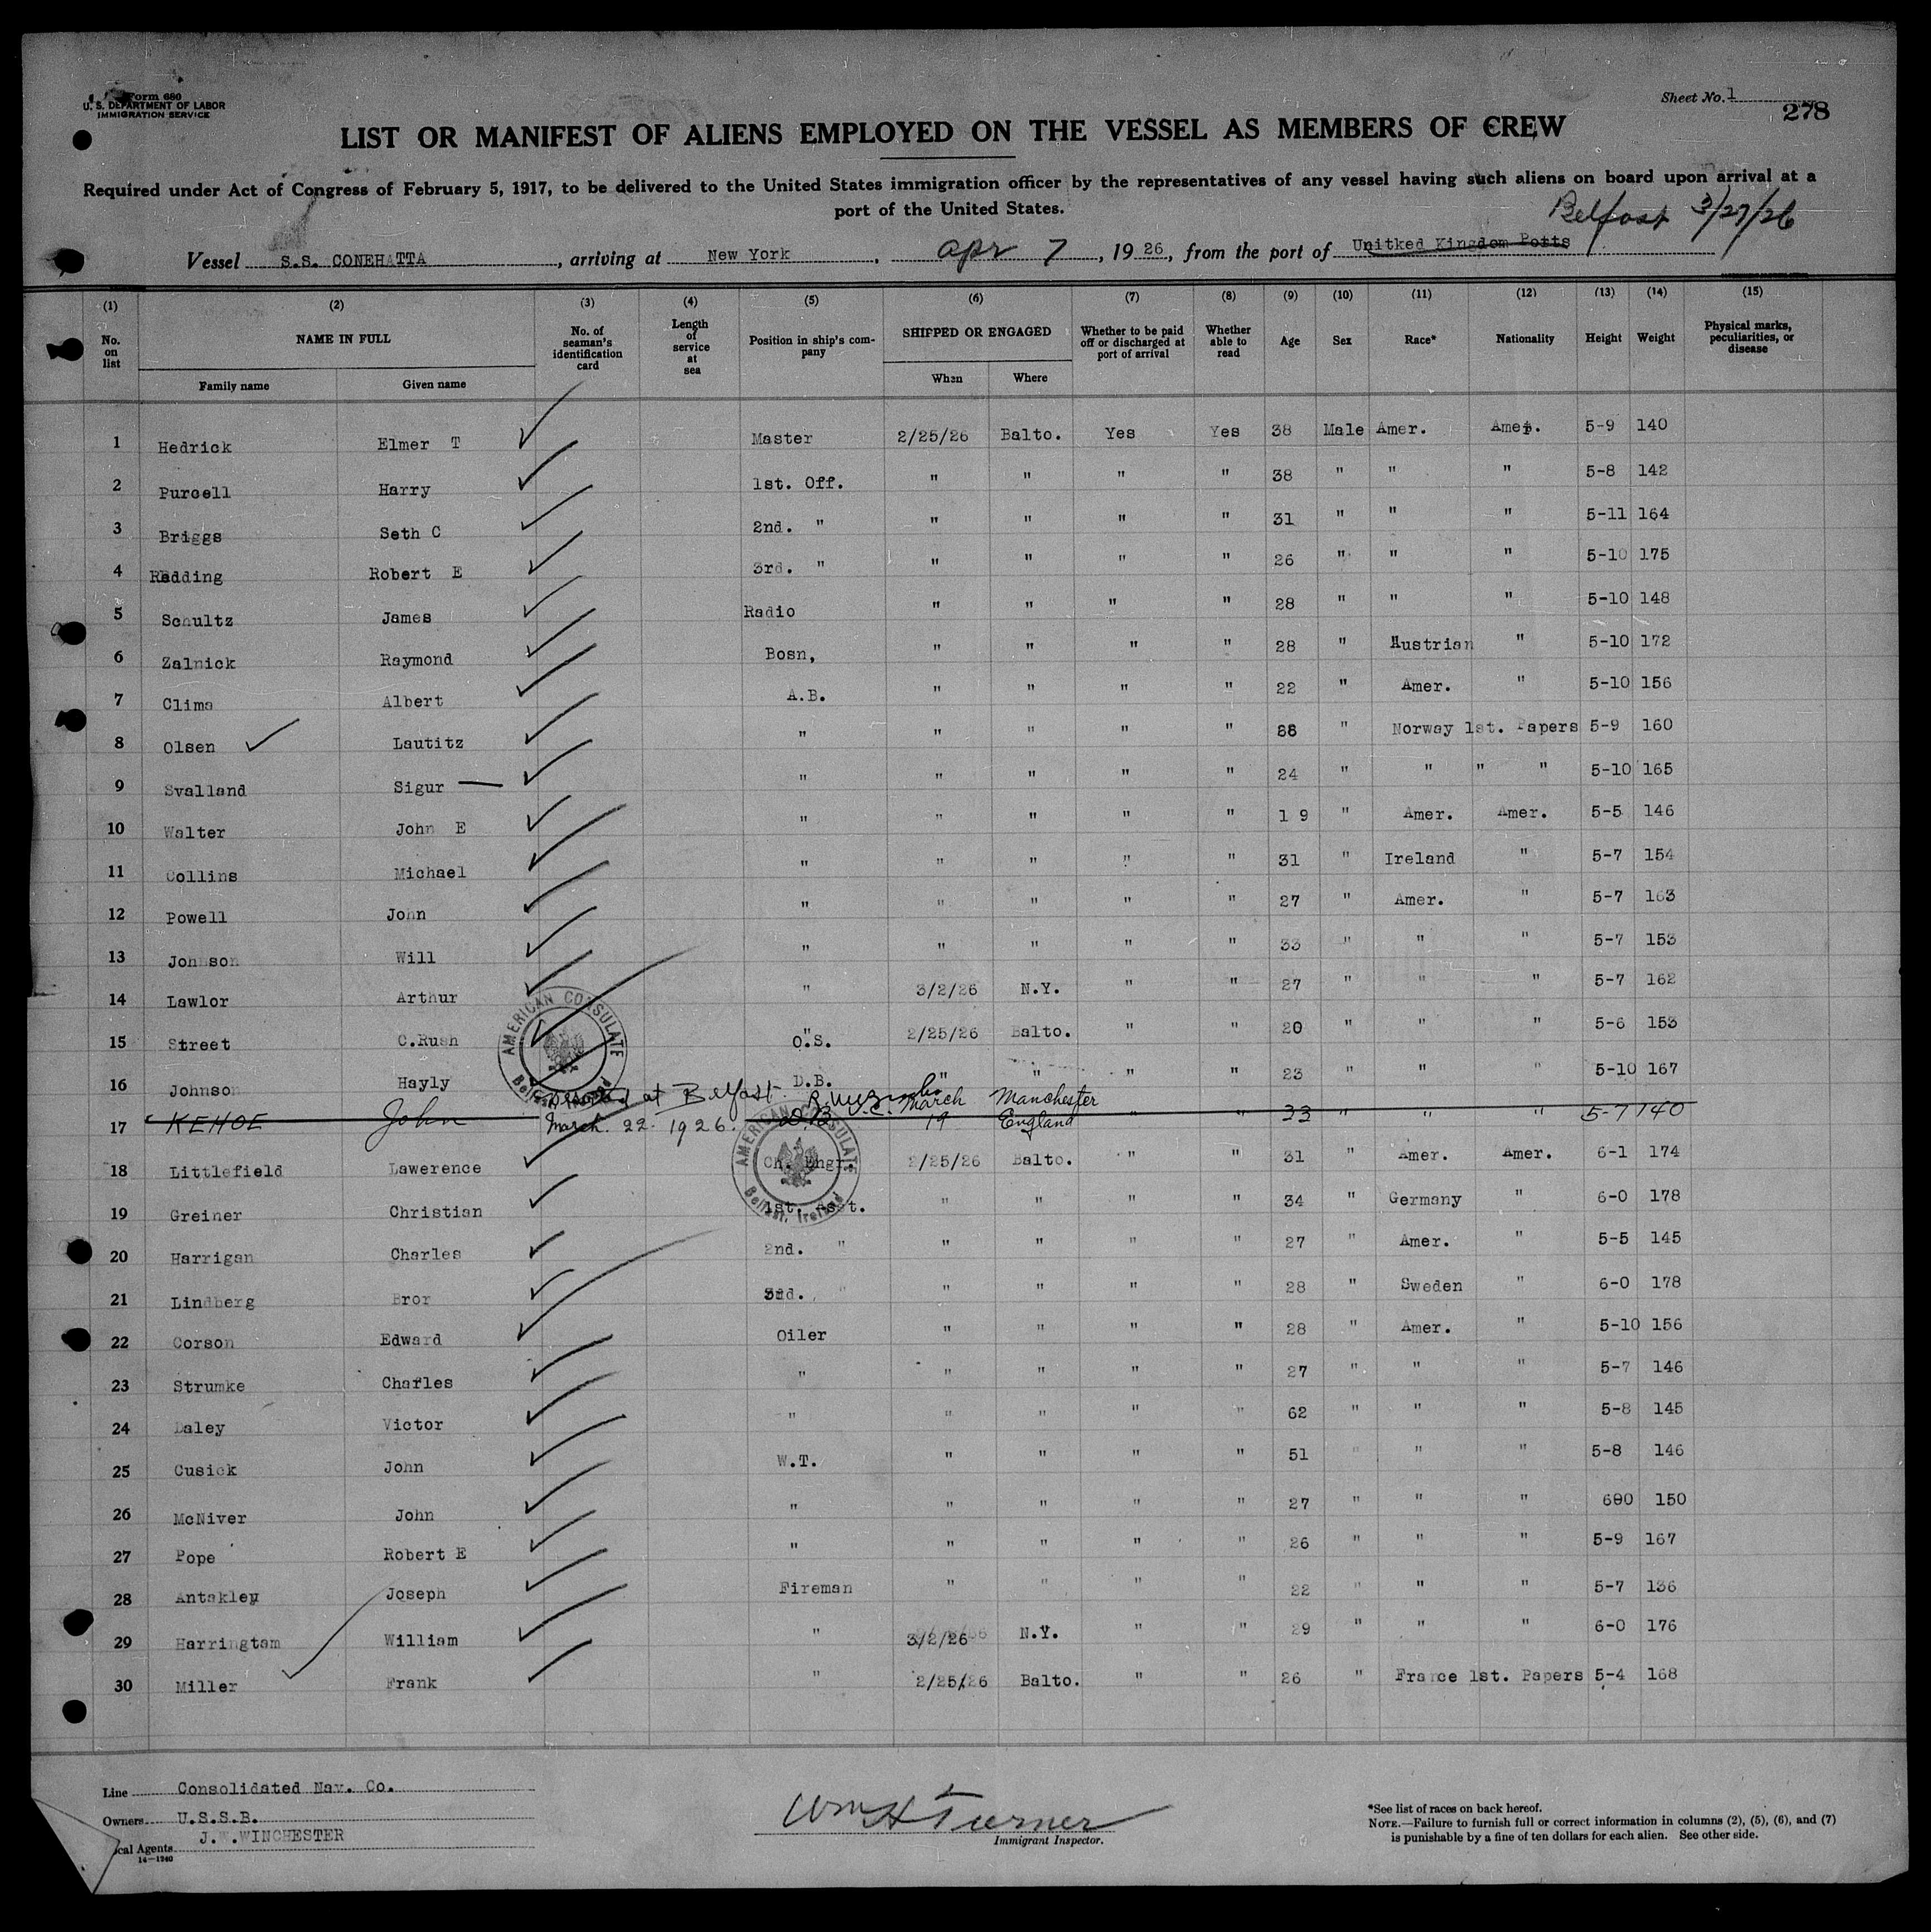 Form 680
U. S. DEPARTMENT OF LABOR
IMMIGRATION SERVICE
Sheet No. 1
278
LIST OR MANIFEST OF ALIENS EMPLOYED ON THE VESSEL AS MEMBERS OF CREW
Required under Act of Congress of February 5, 1917, to be delivered to the United States immigration officer by the representatives of any vessel having such aliens on board upon arrival at a
port of the United States.
Belfast 3/27/26
Vessel S.S. CONEHATTA, arriving at New York, Apr 7, 1926, from the port of Unitked Kingdom Potts
(1) (2) (3) (4) (5) (6) (7) (8) (9) (10) (11) (12) (13) (14) (15)
No. on list NAME IN FULL Family name Given name No. of seaman's identification card Length of service at sea Position in ship's company SHIPPED OR ENGAGED When Where Whether to be paid off or discharged at port of arrival Whether able to read Age Sex Race* Nationality Height Weight Physical marks, peculiarities, or disease
1 Hedrick Elmer T Master 2/25/26 Balto. Yes Yes 38 Male Amer. Amer. 5-9 140
2 Purcell Harry 1st. Off. " " " " 38 " " " 5-8 142
3 Briggs Seth C 2nd. " " " " " 31 " " " 5-11 164
4 Redding Robert E 3rd. " " " " " 26 " " " 5-10 175
5 Schultz James Radio " " " " 28 " " " 5-10 148
6 Zalnick Raymond Bosn, " " " " 28 " Austrian " 5-10 172
7 Clima Albert A.B. " " " " 22 " Amer. " 5-10 156
8 Olsen Lautitz " " " " " " Norway 1st. Papers 5-9 160
9 Svalland Sigur " " " " " 24 " " " " 5-10 165
10 Walter John E " " " " " 19 " Amer. Amer. 5-5 146
11 Collins Michael " " " " " 31 " Ireland " 5-7 154
12 Powell John " " " " " 27 " Amer. " 5-7 163
13 Johnson Will " " " " " 33 " " " 5-7 153
14 Lawlor Arthur " 3/2/26 N.Y. " " 27 " " " 5-7 162
15 Street C.Rush O.S. 2/25/26 Balto. " " 20 " " " 5-6 153
16 Johnson Hayly D.B. " " " " 23 " " " 5-10 167
at Belfast
17 KEHOE John March 22 1926. March 19 Manchester England " " 33 " " " 5-7 140
AMERICAN CONSULATE Belfast, Ireland
AMERICAN CONSULATE Belfast, Ireland
18 Littlefield Lawerence Ch. Engr. 2/25/26 Balto. " " 31 " Amer. Amer. 6-1 174
19 Greiner Christian 1st. Asst. " " " " 34 " Germany " 6-0 178
20 Harrigan Charles 2nd. " " " " " 27 " Amer. " 5-5 145
21 Lindberg Bror 3rd. " " " " " 28 " Sweden " 6-0 178
22 Corson Edward Oiler " " " " 28 " Amer. " 5-10 156
23 Strumke Chafles " " " " " 27 " " " 5-7 146
24 Daley Victor " " " " " 62 " " " 5-8 145
25 Cusick John W.T. " " " " 51 " " " 5-8 146
26 McNiver John " " " " " 27 " " " 600 150
27 Pope Robert E " " " " " 26 " " " 5-9 167
28 Antakley Joseph Fireman " " " " 22 " " " 5-7 136
29 Harringtam William " 3/2/26 N.Y. " " 29 " " " 6-0 176
30 Miller Frank " 2/25/26 Balto. " " 26 " France 1st. Papers 5-4 168
Line Consolidated Nav. Co.
Owners U.S.S.B.
Local Agents J.W.WINCHESTER
14-1240
Wm H Turner
Immigrant Inspector.
*See list of races on back hereof.
NOTE.—Failure to furnish full or correct information in columns (2), (5), (6), and (7)
is punishable by a fine of ten dollars for each alien. See other side.